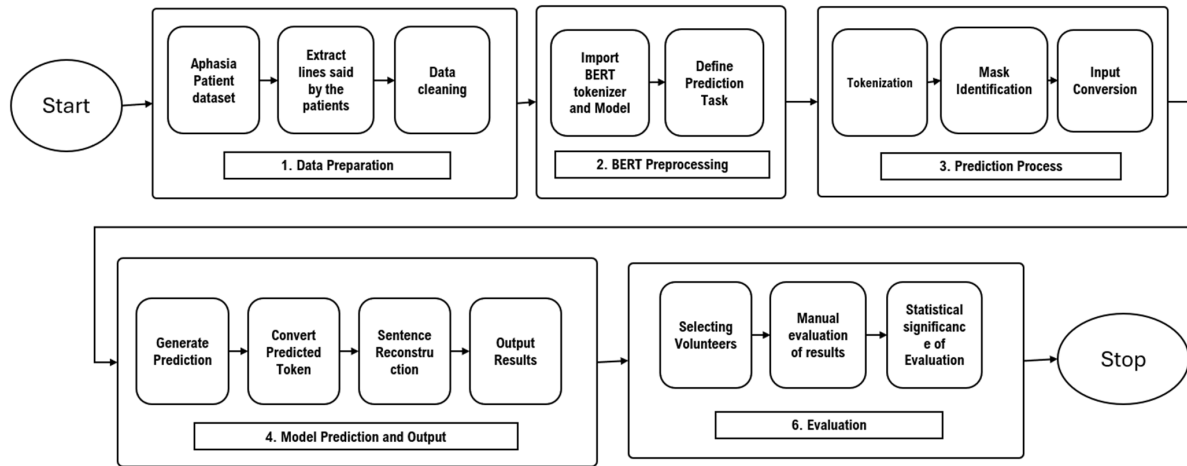 Start
Aphasia
Patient
dataset
Extract
lines said
by the
patients
Data
cleaning
1. Data Preparation
Import
BERT
tokenizer
and Model
Define
Prediction
Task
2. BERT Preprocessing
Tokenization
Mask
Identification
Input
Conversion
3. Prediction Process
Generate
Prediction
Convert
Predicted
Token
Sentence
Reconstru
ction
Output
Results
4. Model Prediction and Output
Selecting
Volunteers
Manual
evaluation
of results
Statistical
significanc
e of
Evaluation
6. Evaluation
Stop